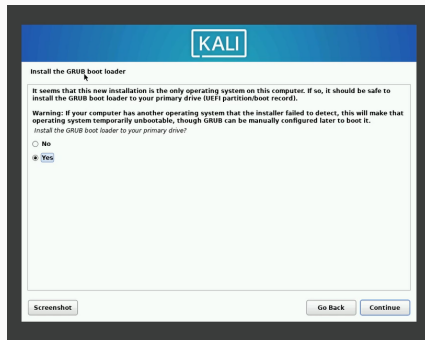 KALI
Install the GRUB boot loader
It seems that this new installation is the only operating system on this computer. If so, it should be safe to
install the GRUB boot loader to your primary drive (UEFI partition/boot record).
Warning: If your computer has another operating system that the installer failed to detect, this will make that
operating system temporarily unbootable, though GRUB can be manually configured later to boot it.
Install the GRUB boot loader to your primary drive?
No
Yes
Screenshot
Go Back
Continue